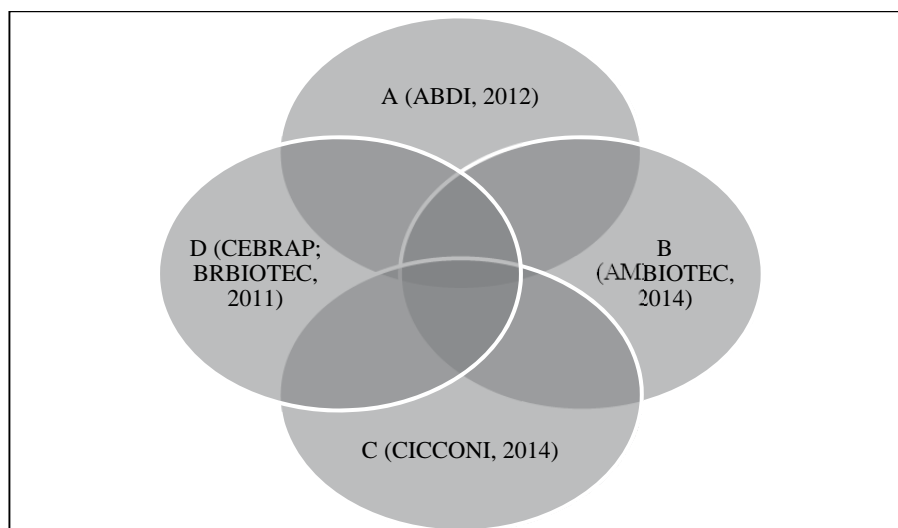 A (ABDI, 2012)
D (CEBRAP;
BRBIOTEC,
2011)
B
(AMBIOTEC,
2014)
C (CICCONI, 2014)